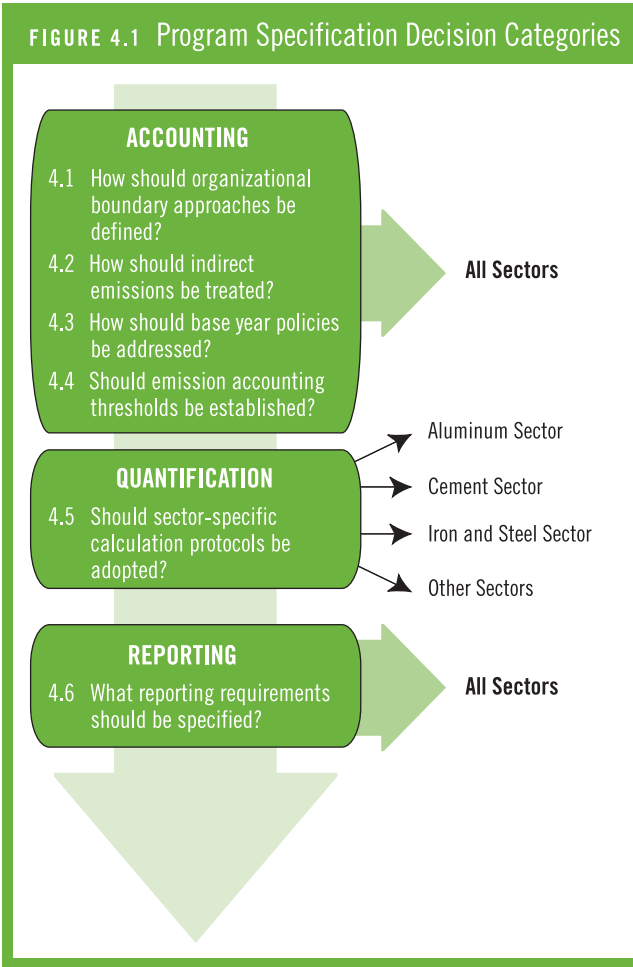 FIGURE 4.1 Program Specification Decision Categories
ACCOUNTING
4.1 How should organizational
boundary approaches be
defined?
4.2 How should indirect
emissions be treated?
4.3 How should base year policies
be addressed?
4.4 Should emission accounting
thresholds be established?
All Sectors
QUANTIFICATION
4.5 Should sector-specific
calculation protocols be
adopted?
Aluminum Sector
Cement Sector
Iron and Steel Sector
Other Sectors
REPORTING
4.6 What reporting requirements
should be specified?
All Sectors